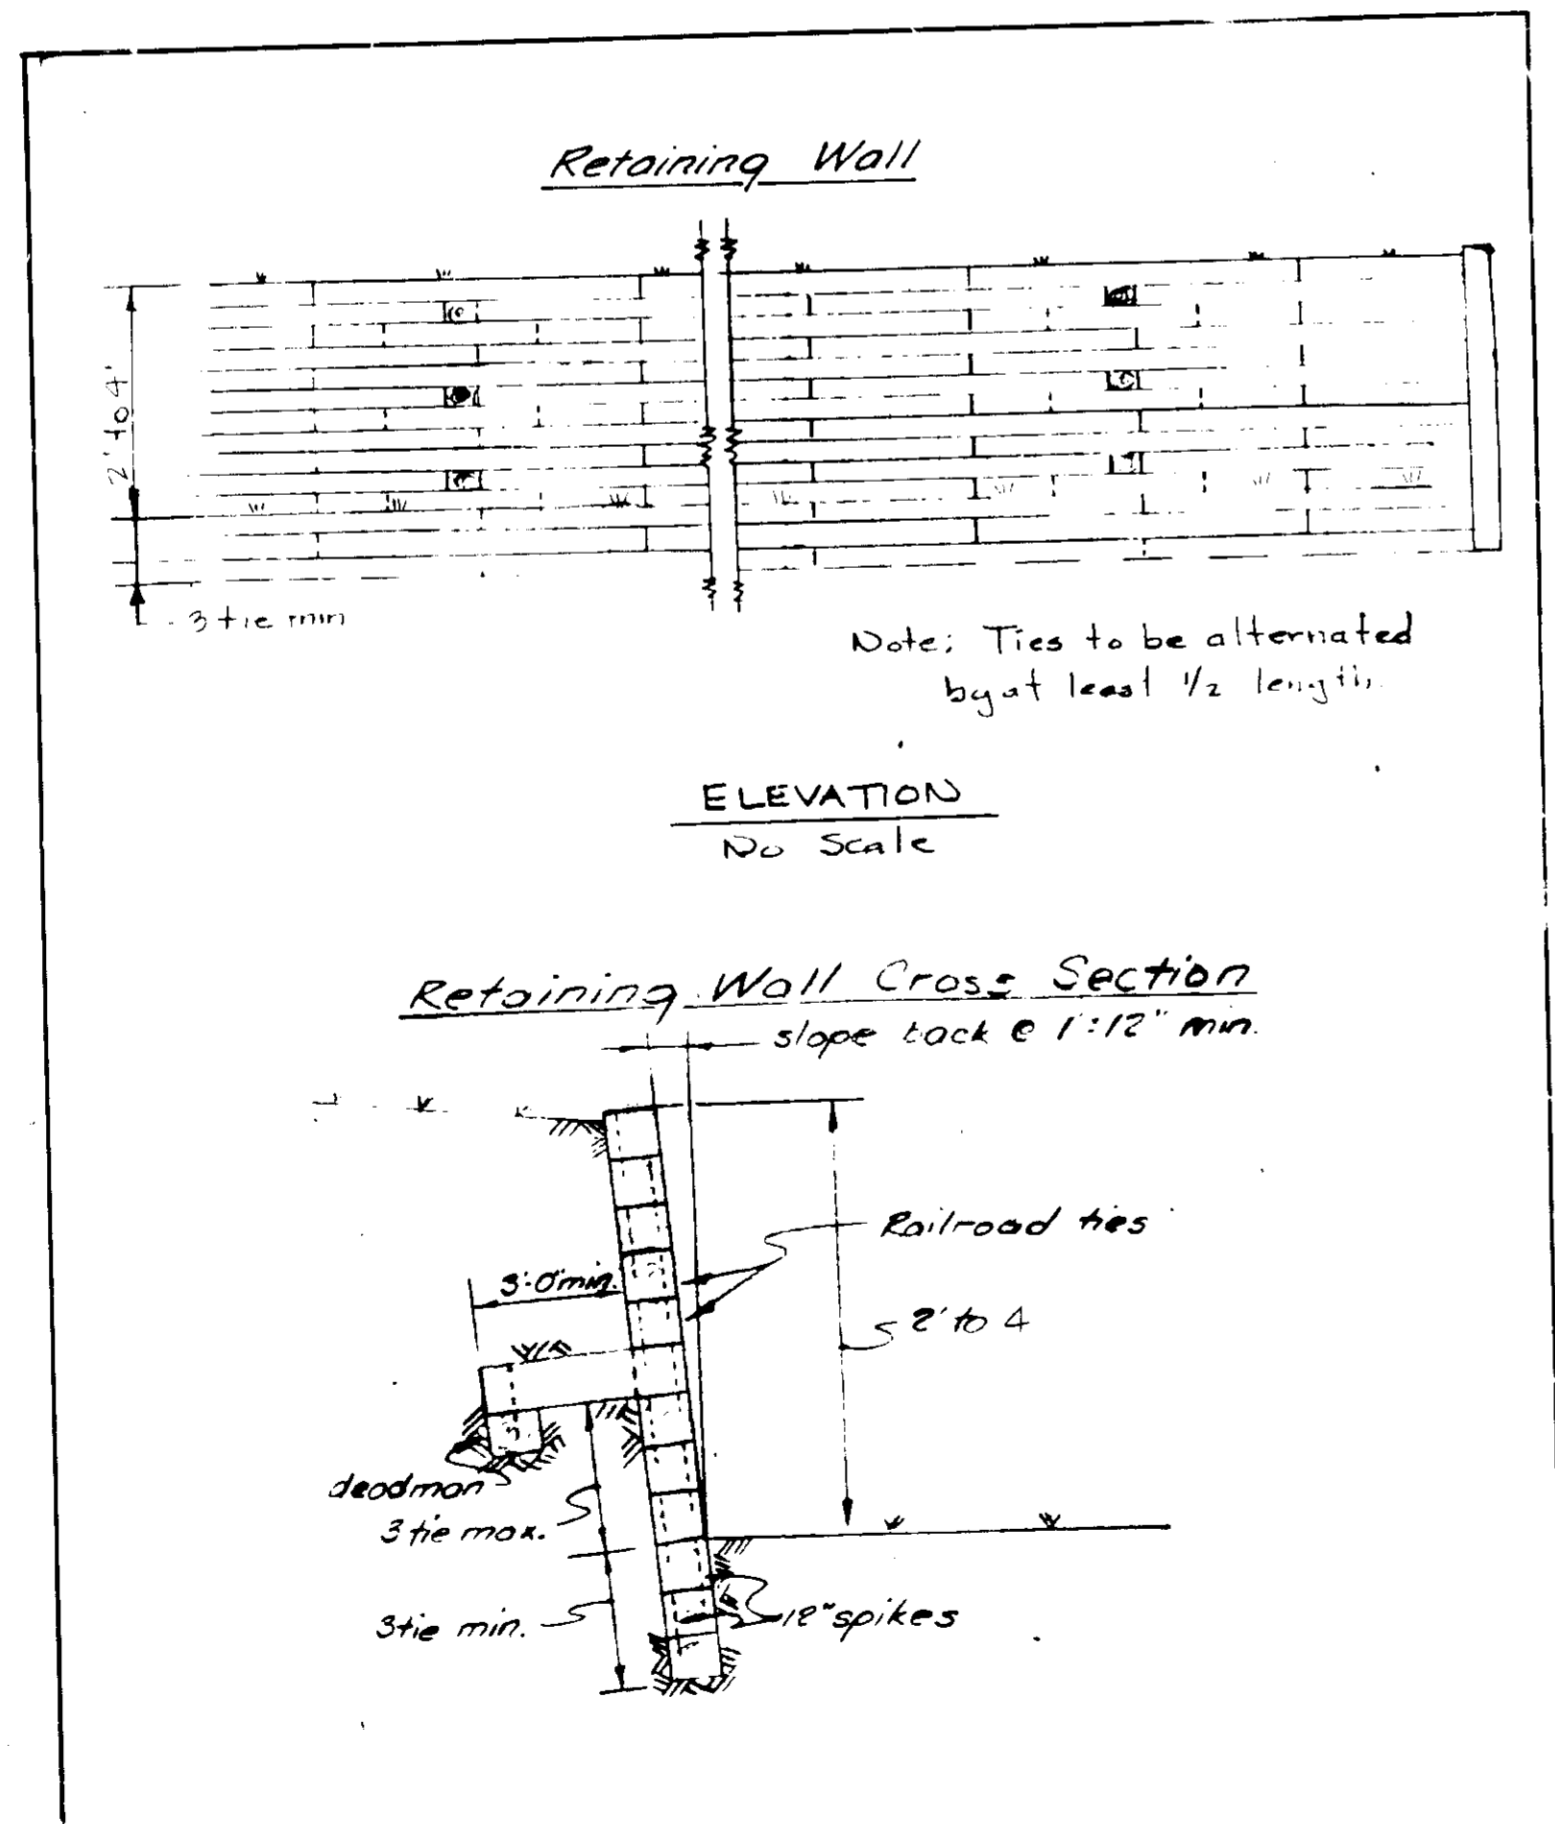 Retaining Wall
2' to 4'
3 tie min
Note: Ties to be alternated
by at least 1/2 length.
ELEVATION
No Scale
Retaining Wall Cross Section
slope back @ 1":12" min.
Railroad ties
3'-0" min.
2' to 4
deadman
3 tie max.
3 tie min.
12" spikes